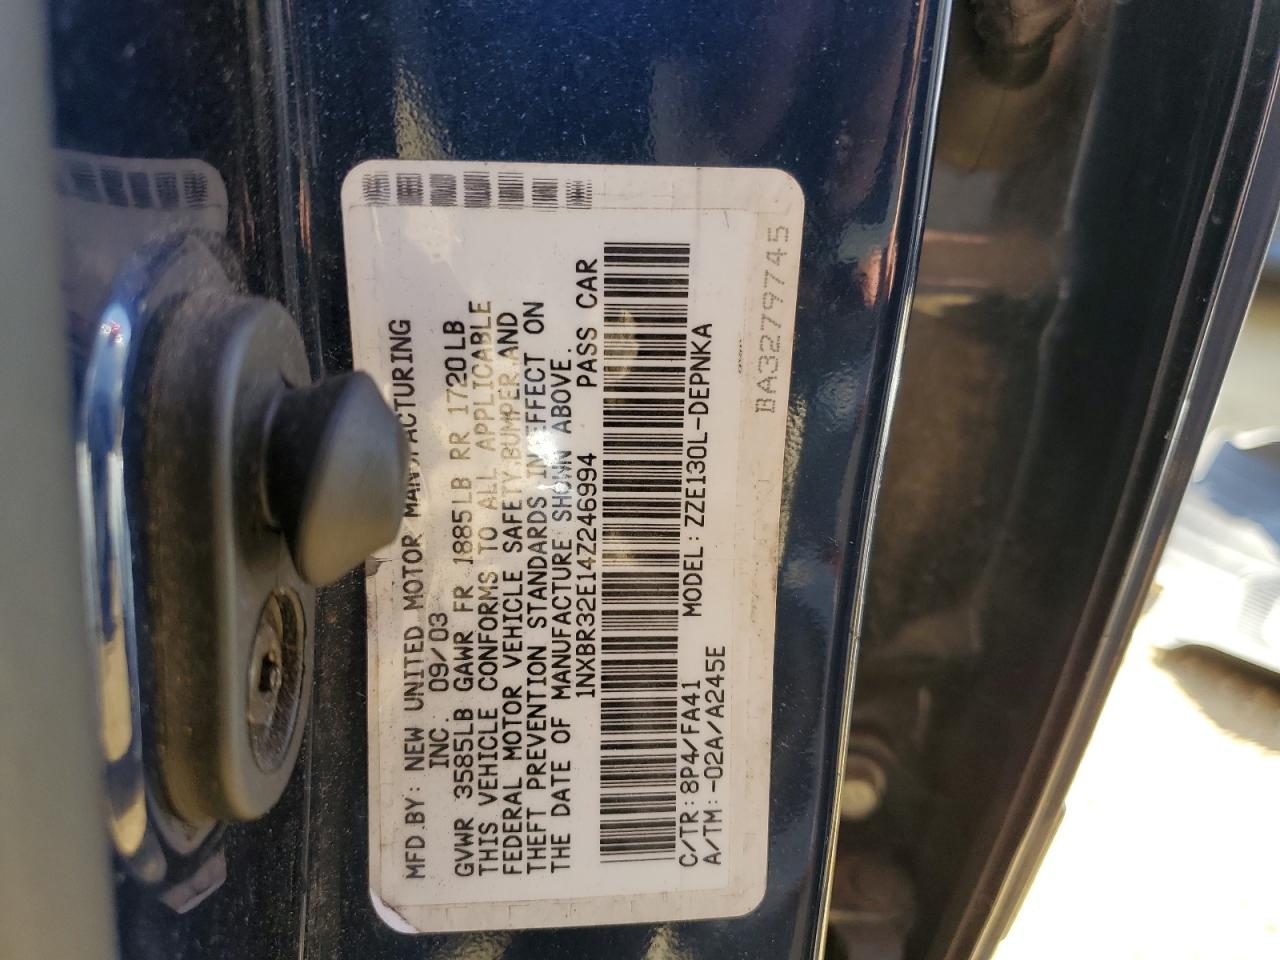 MFD.BY: NEW UNITED MOTOR MANUFACTURING
INC. 09/03
GVWR 3585LB GAWR FR 1885LB RR 1720LB
THIS VEHICLE CONFORMS TO ALL APPLICABLE
FEDERAL MOTOR VEHICLE SAFETY,BUMPER,AND
THEFT PREVENTION STANDARDS IN EFFECT ON
THE DATE OF MANUFACTURE SHOWN ABOVE.
1NXBR32E14Z246994 PASS CAR
C/TR:8P4/FA41 MODEL:ZZE130L-DEPNKA
A/TM:-02A/A245E
BA3279745